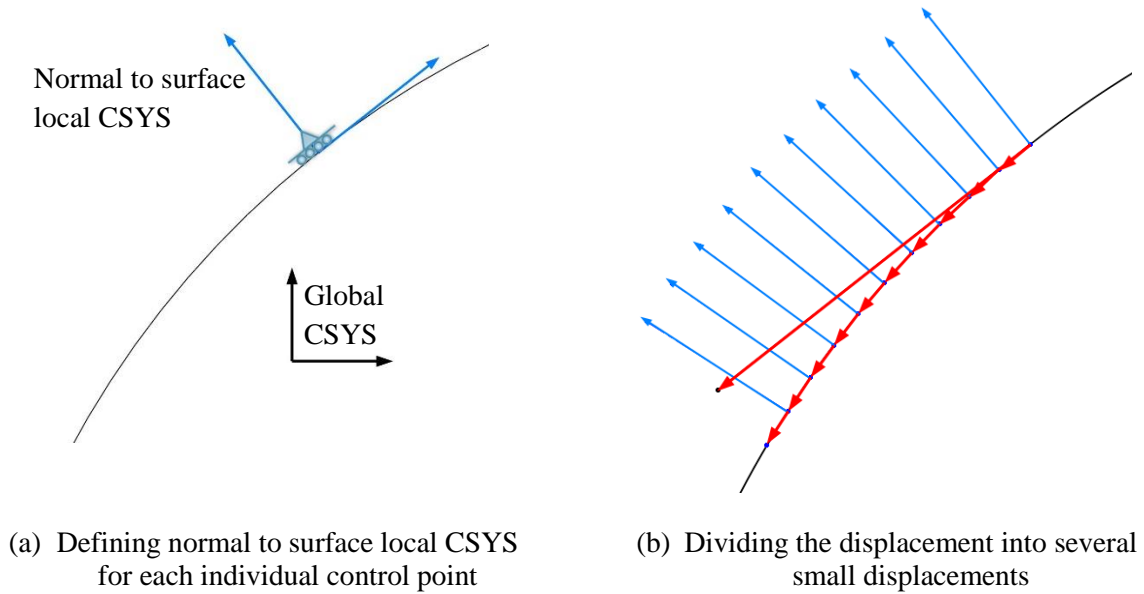 Normal to surface
local CSYS
Global
CSYS
(a) Defining normal to surface local CSYS
for each individual control point
(b) Dividing the displacement into several
small displacements